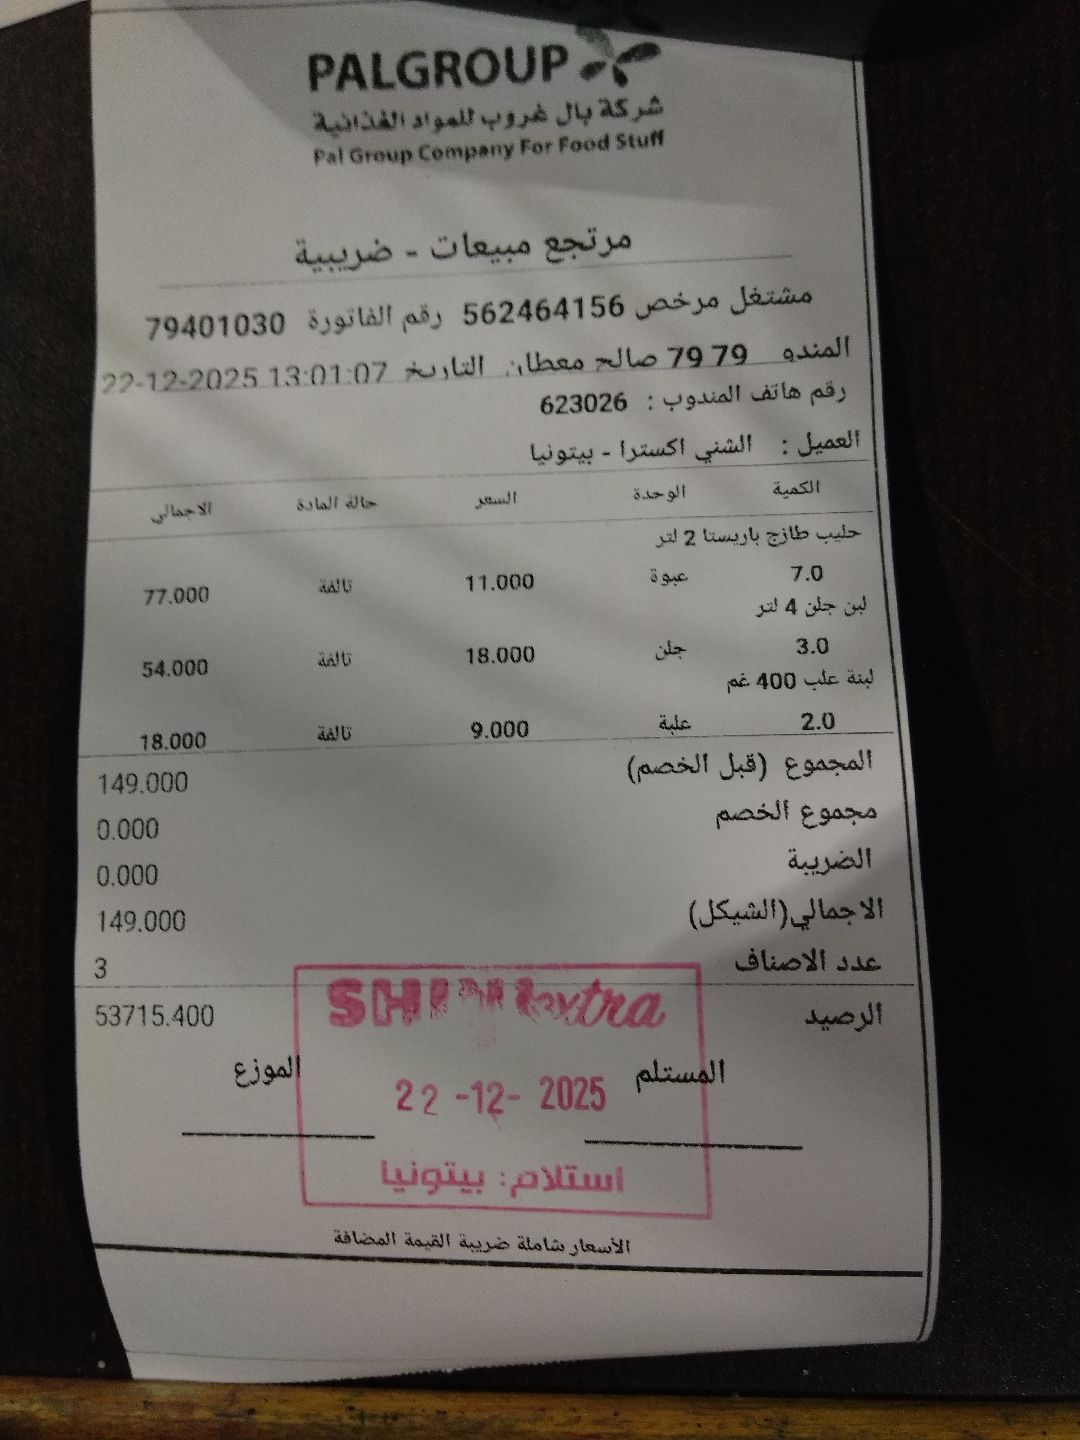 PALGROUP
شركة بال غروب للمواد الغذائية
Pal Group Company For Food Stuff
مرتجع مبيعات - ضريبية
مشتغل مرخص 562464156 رقم الفاتورة 79401030
المندو 79 79 صالح معطان التاريخ 22-12-2025 13:01:07
رقم هاتف المندوب : 623026
العميل : الشني اكسترا - بيتونيا
الكمية الوحدة السعر حالة المادة الاجمالي
حليب طازج باريستا 2 لتر
7.0 عبوة 11.000 تالفة 77.000
لبن جلن 4 لتر
3.0 جلن 18.000 تالفة 54.000
لبنة علب 400 غم
2.0 علبة 9.000 تالفة 18.000
المجموع (قبل الخصم) 149.000
مجموع الخصم 0.000
الضريبة 0.000
الاجمالي(الشيكل) 149.000
عدد الاصناف 3
الرصيد 53715.400
extra
المستلم الموزع
22 -12- 2025
استلام: بيتونيا
الأسعار شاملة ضريبة القيمة المضافة